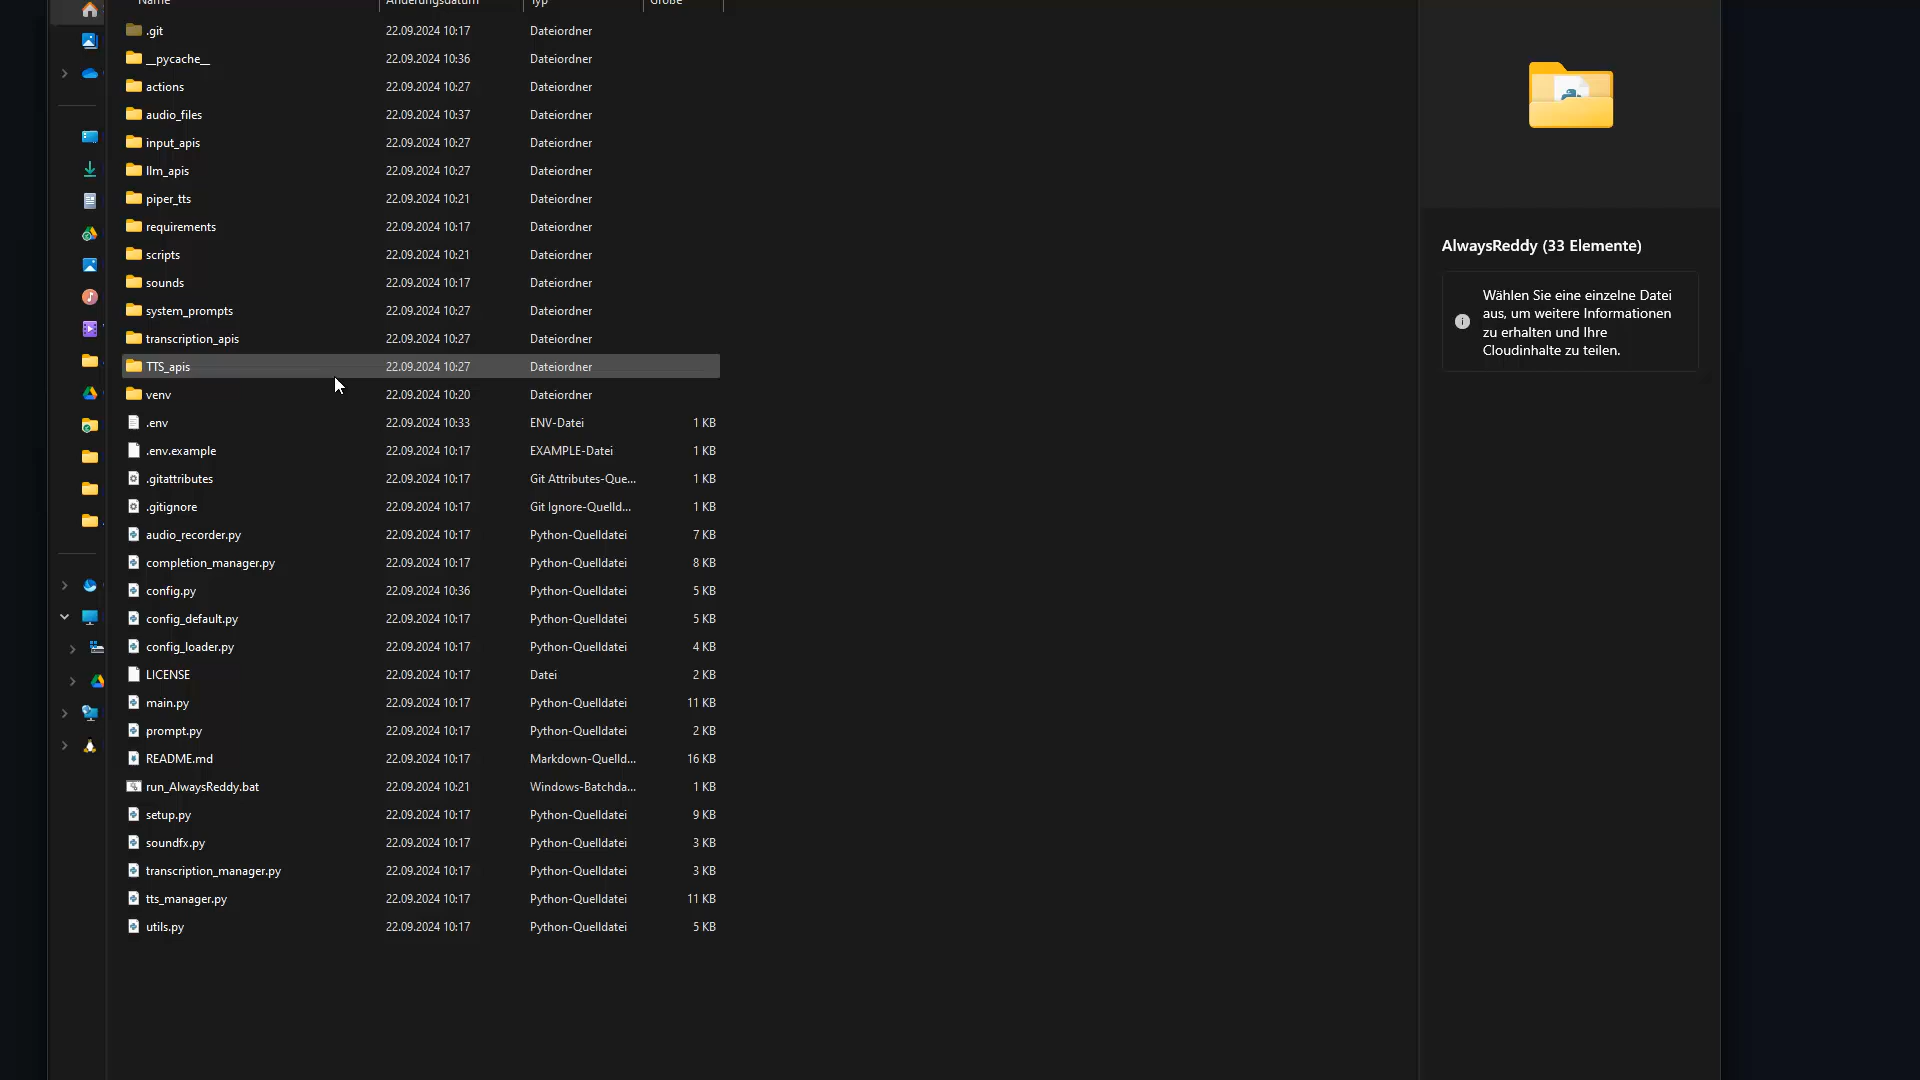 Name Änderungsdatum Typ Größe
.git 22.09.2024 10:17 Dateiordner
__pycache__ 22.09.2024 10:36 Dateiordner
actions 22.09.2024 10:27 Dateiordner
audio_files 22.09.2024 10:37 Dateiordner
input_apis 22.09.2024 10:27 Dateiordner
llm_apis 22.09.2024 10:27 Dateiordner
piper_tts 22.09.2024 10:21 Dateiordner
requirements 22.09.2024 10:17 Dateiordner
scripts 22.09.2024 10:21 Dateiordner
sounds 22.09.2024 10:17 Dateiordner
system_prompts 22.09.2024 10:27 Dateiordner
transcription_apis 22.09.2024 10:27 Dateiordner
TTS_apis 22.09.2024 10:27 Dateiordner
venv 22.09.2024 10:20 Dateiordner
.env 22.09.2024 10:33 ENV-Datei 1 KB
.env.example 22.09.2024 10:17 EXAMPLE-Datei 1 KB
.gitattributes 22.09.2024 10:17 Git Attributes-Que... 1 KB
.gitignore 22.09.2024 10:17 Git Ignore-Quelld... 1 KB
audio_recorder.py 22.09.2024 10:17 Python-Quelldatei 7 KB
completion_manager.py 22.09.2024 10:17 Python-Quelldatei 8 KB
config.py 22.09.2024 10:36 Python-Quelldatei 5 KB
config_default.py 22.09.2024 10:17 Python-Quelldatei 5 KB
config_loader.py 22.09.2024 10:17 Python-Quelldatei 4 KB
LICENSE 22.09.2024 10:17 Datei 2 KB
main.py 22.09.2024 10:17 Python-Quelldatei 11 KB
prompt.py 22.09.2024 10:17 Python-Quelldatei 2 KB
README.md 22.09.2024 10:17 Markdown-Quelld... 16 KB
run_AlwaysReddy.bat 22.09.2024 10:21 Windows-Batchda... 1 KB
setup.py 22.09.2024 10:17 Python-Quelldatei 9 KB
soundfx.py 22.09.2024 10:17 Python-Quelldatei 3 KB
transcription_manager.py 22.09.2024 10:17 Python-Quelldatei 3 KB
tts_manager.py 22.09.2024 10:17 Python-Quelldatei 11 KB
utils.py 22.09.2024 10:17 Python-Quelldatei 5 KB
AlwaysReddy (33 Elemente)
Wählen Sie eine einzelne Datei
aus, um weitere Informationen
zu erhalten und Ihre
Cloudinhalte zu teilen.